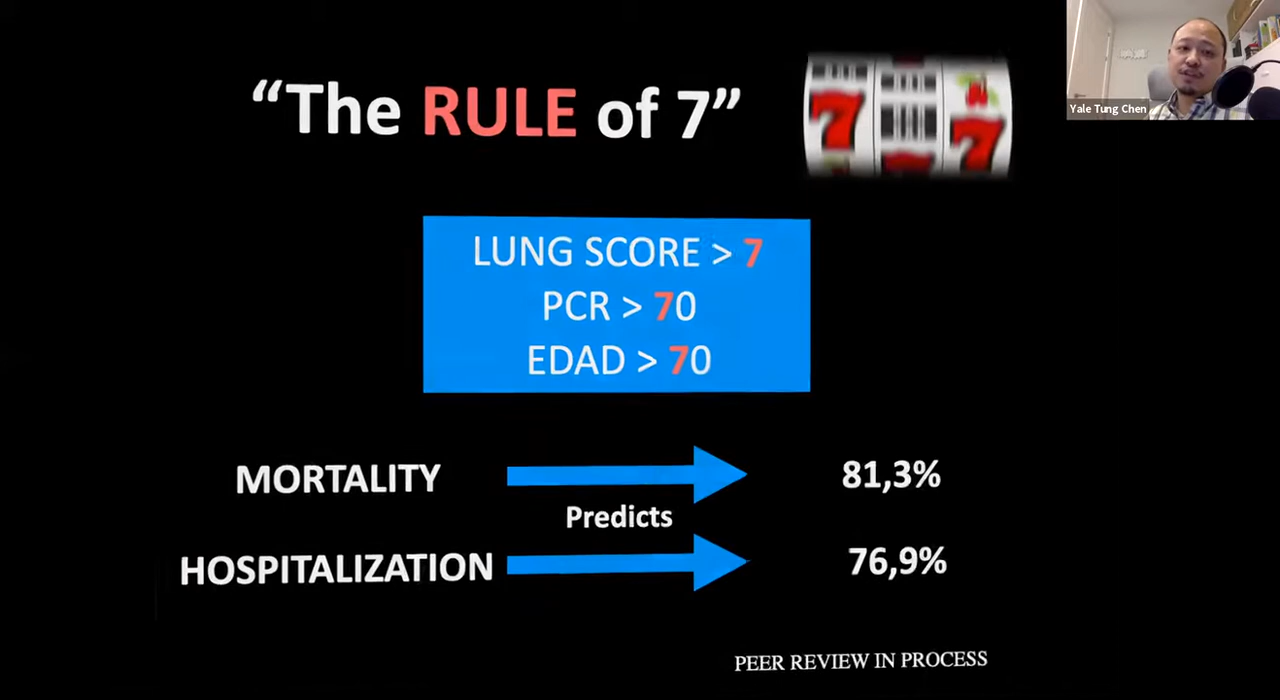 “The RULE of 7”
Yale Tung Chen
LUNG SCORE > 7
PCR > 70
EDAD > 70
MORTALITY
81,3%
Predicts
HOSPITALIZATION
76,9%
PEER REVIEW IN PROCESS